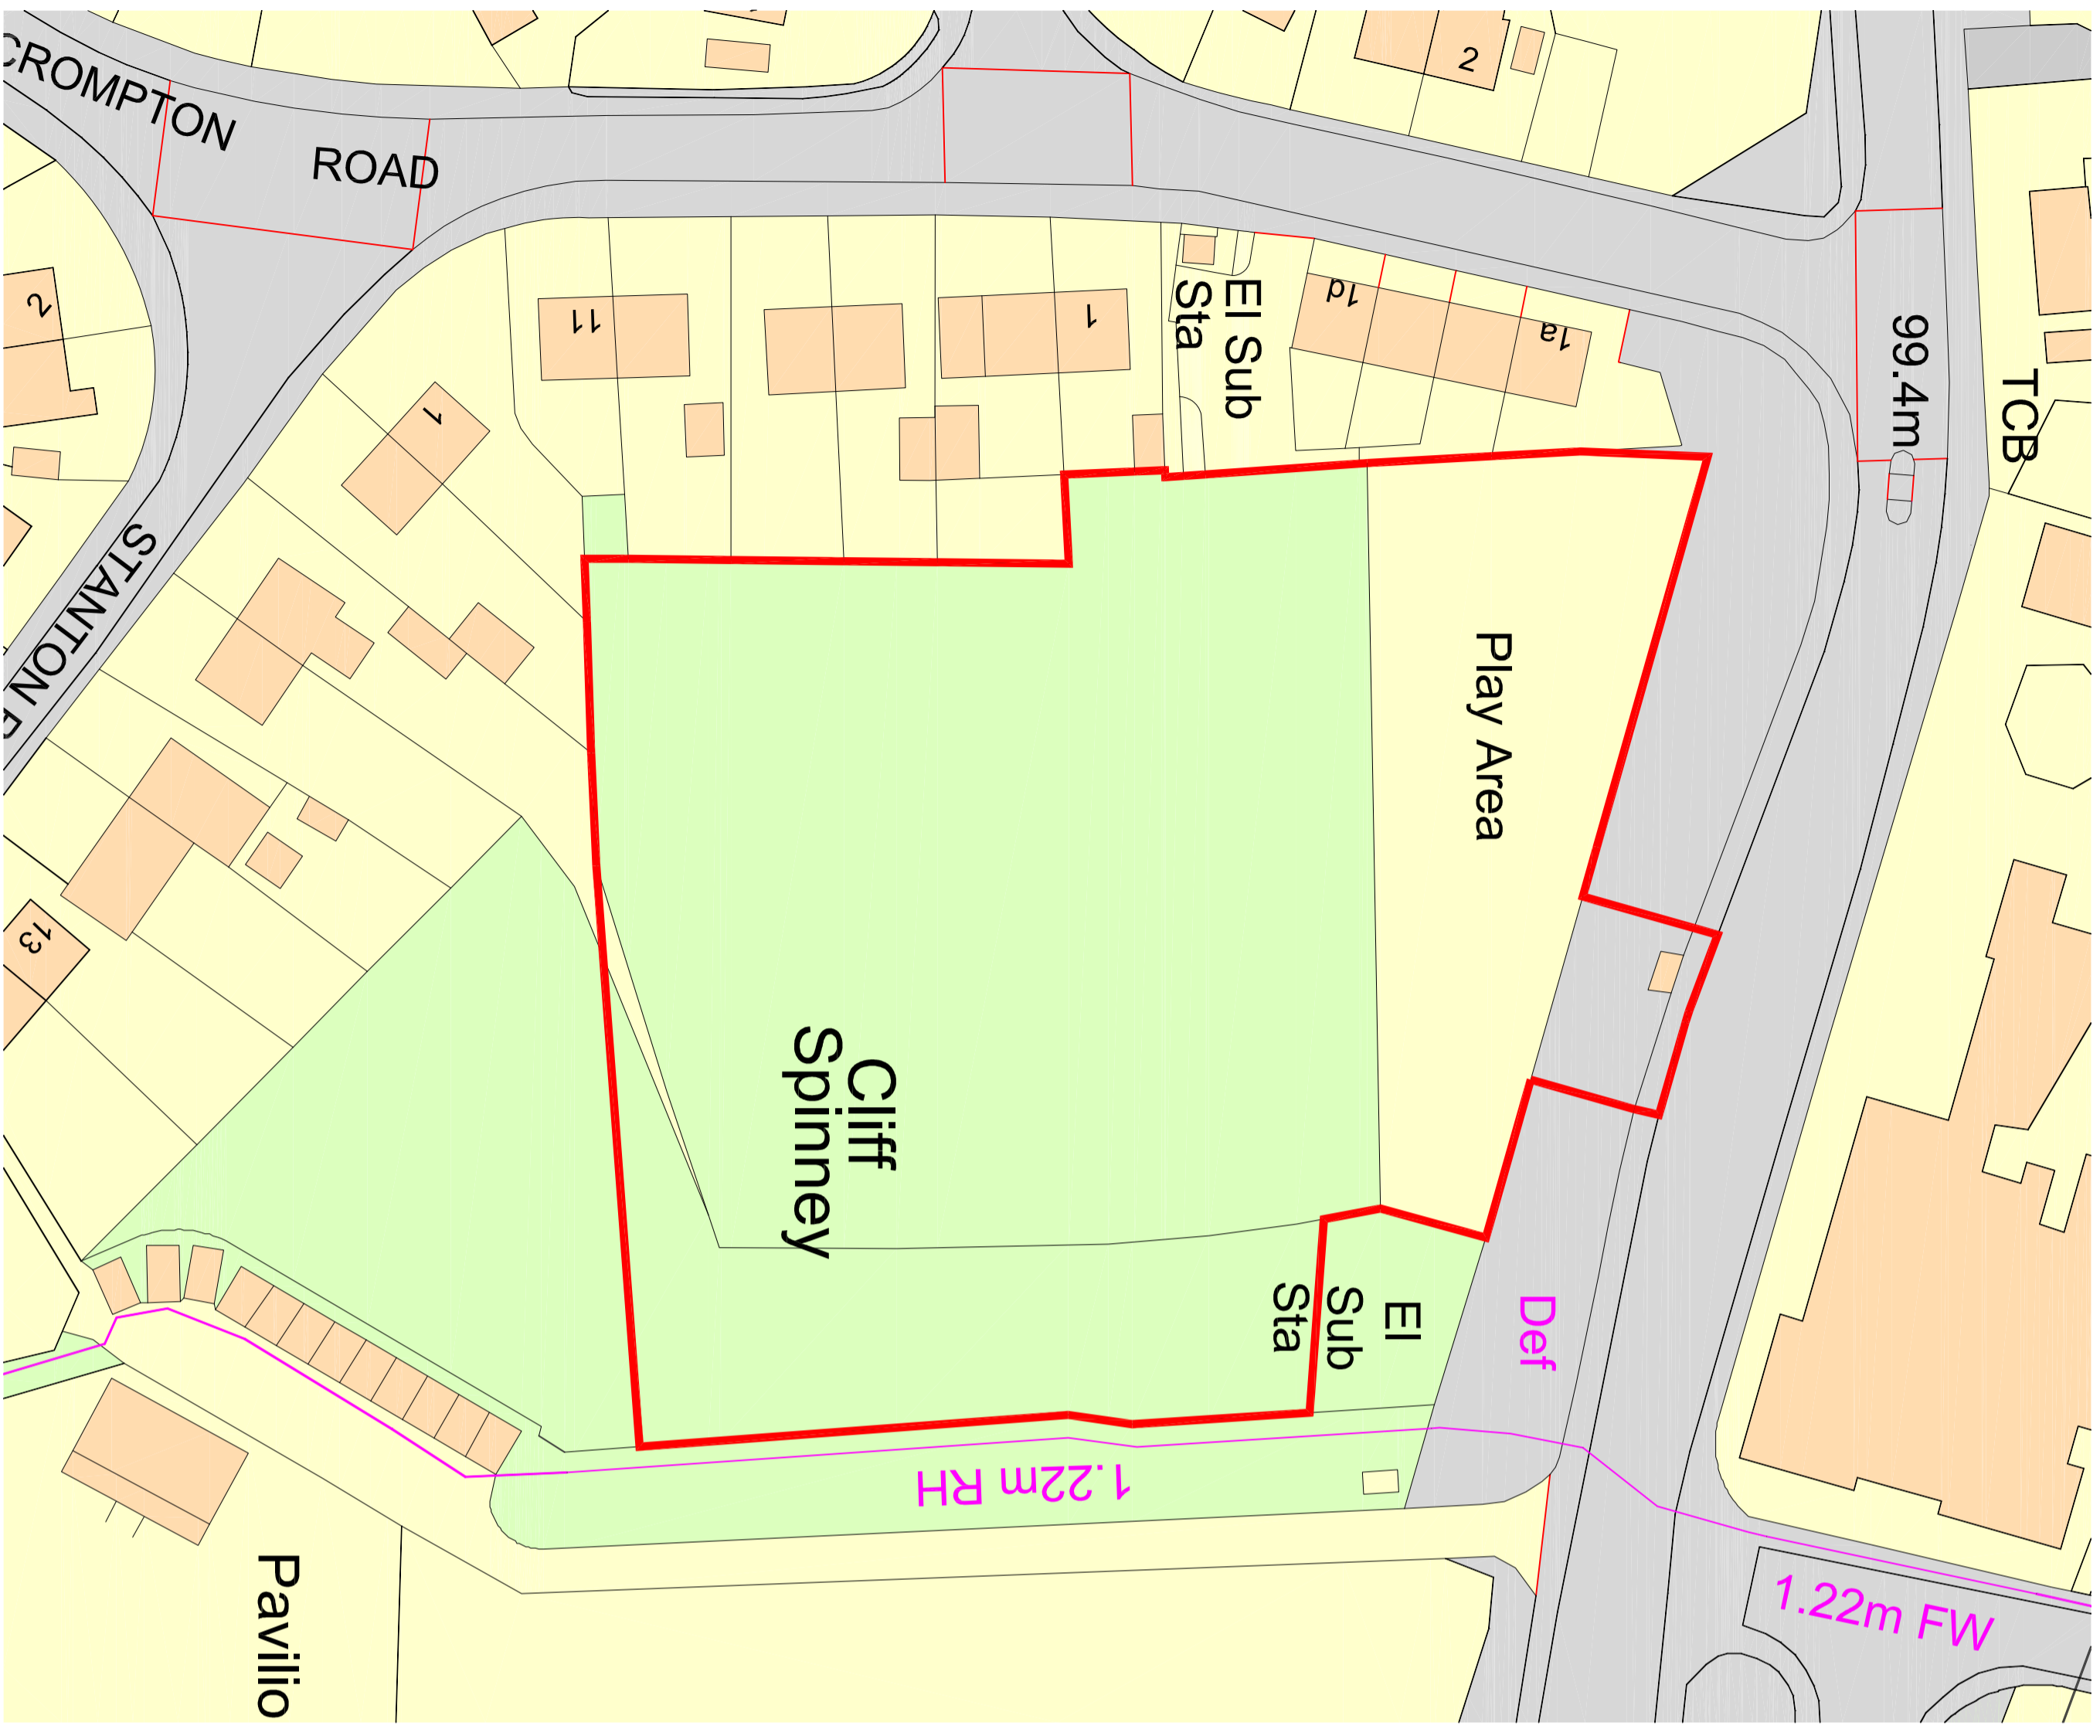 CROMPTON
ROAD
2
2
11
1
El Sub
Sta
1d
1a
99.4m
TCB
1
STANTON R
Play Area
13
Cliff
Spinney
El
Sub
Sta
Def
1.22m RH
1.22m FW
Pavilio